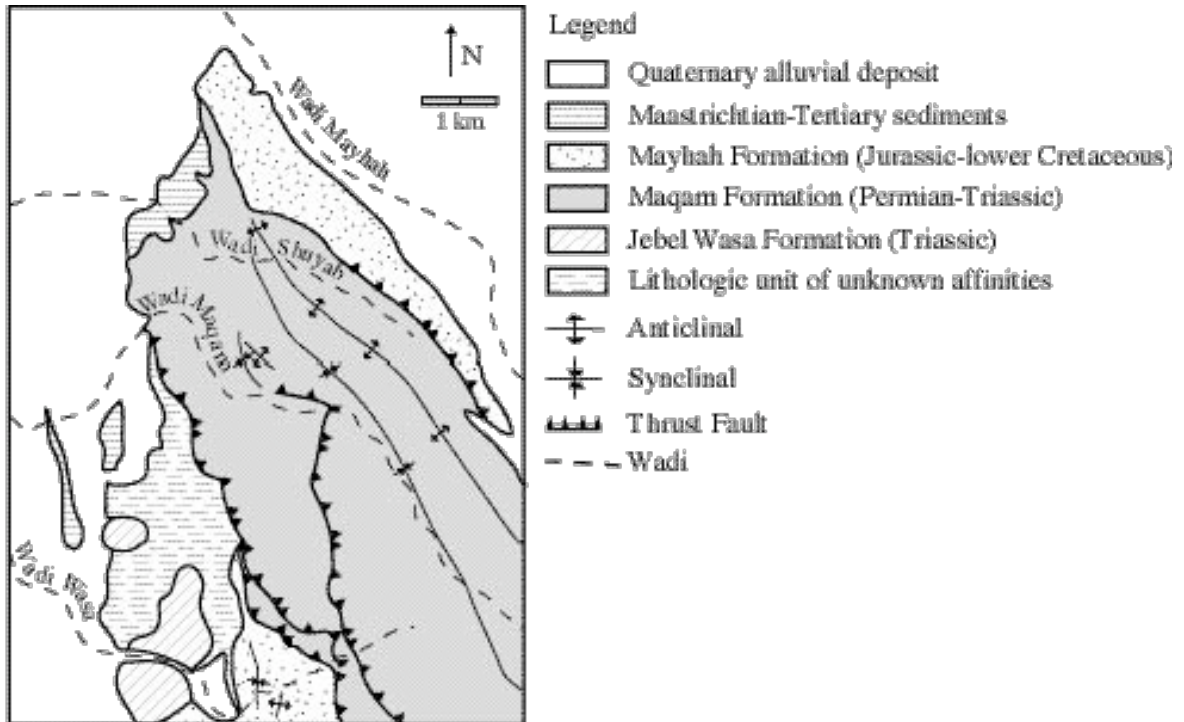 N
1 km
Wadi Mayhah
Wadi Shuyah
Wadi Maqam
Wadi Wasa
Legend
Quaternary alluvial deposit
Maastrichtian-Tertiary sediments
Mayhah Formation (Jurassic-lower Cretaceous)
Maqam Formation (Permian-Triassic)
Jebel Wasa Formation (Triassic)
Lithologic unit of unknown affinities
Anticlinal
Synclinal
Thrust Fault
Wadi